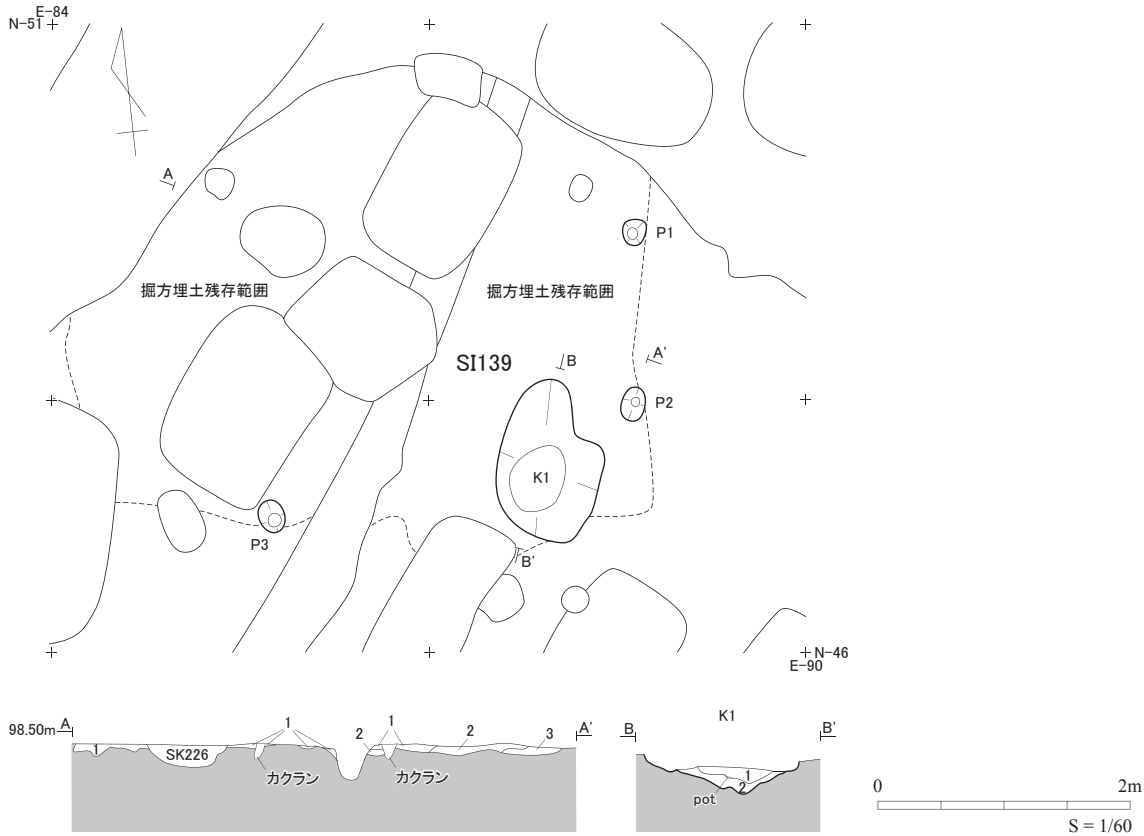 E-84
N-51
A
P1
掘方埋土残存範囲
掘方埋土残存範囲
SI139
B
A'
P2
K1
P3
B'
N-46
E-90
98.50m A
1
SK226
1
カクラン
2
1
カクラン
2
3
A'
K1
B
B'
1
2
pot
0
2m
S = 1/60